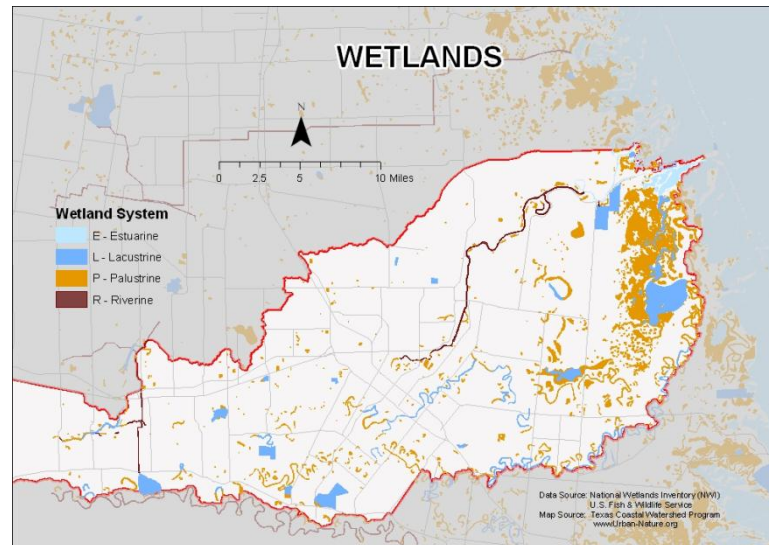 WETLANDS
N
0 2.5 5 10 Miles
Wetland System
E - Estuarine
L - Lacustrine
P - Palustrine
R - Riverine
Data Source: National Wetlands Inventory (NWI)
U.S. Fish & Wildlife Service
Map Source: Texas Coastal Watershed Program
www.Urban-Nature.org